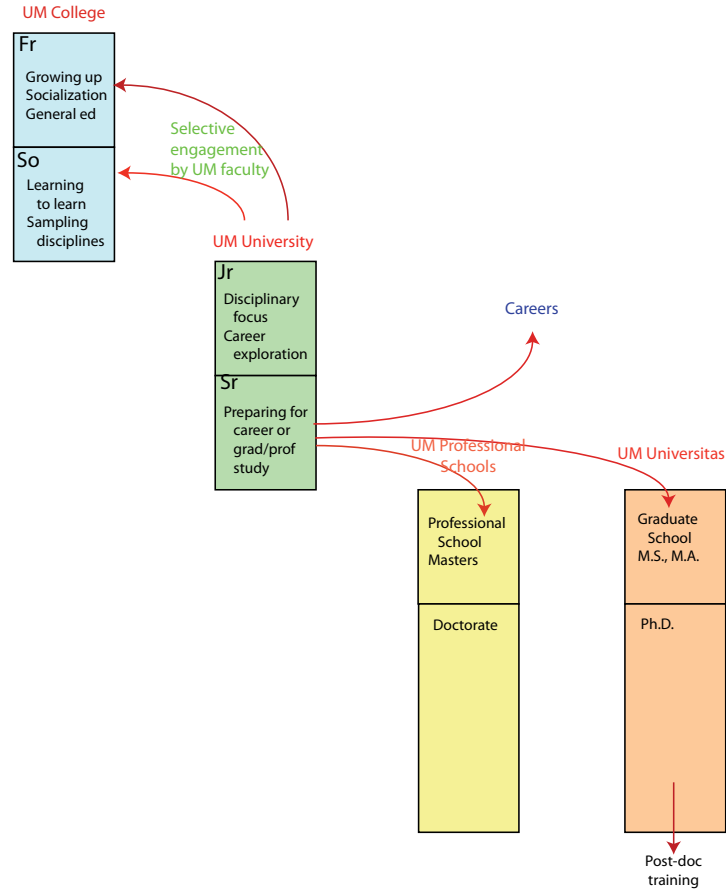 UM College
Fr
Growing up
Socialization
General ed
So
Learning
to learn
Sampling
disciplines
Selective
engagement
by UM faculty
UM University
Jr
Disciplinary
focus
Career
exploration
Sr
Preparing for
career or
grad/prof
study
Careers
UM Professional
Schools
Professional
School
Masters
Doctorate
UM Universitas
Graduate
School
M.S., M.A.
Ph.D.
Post-doc
training